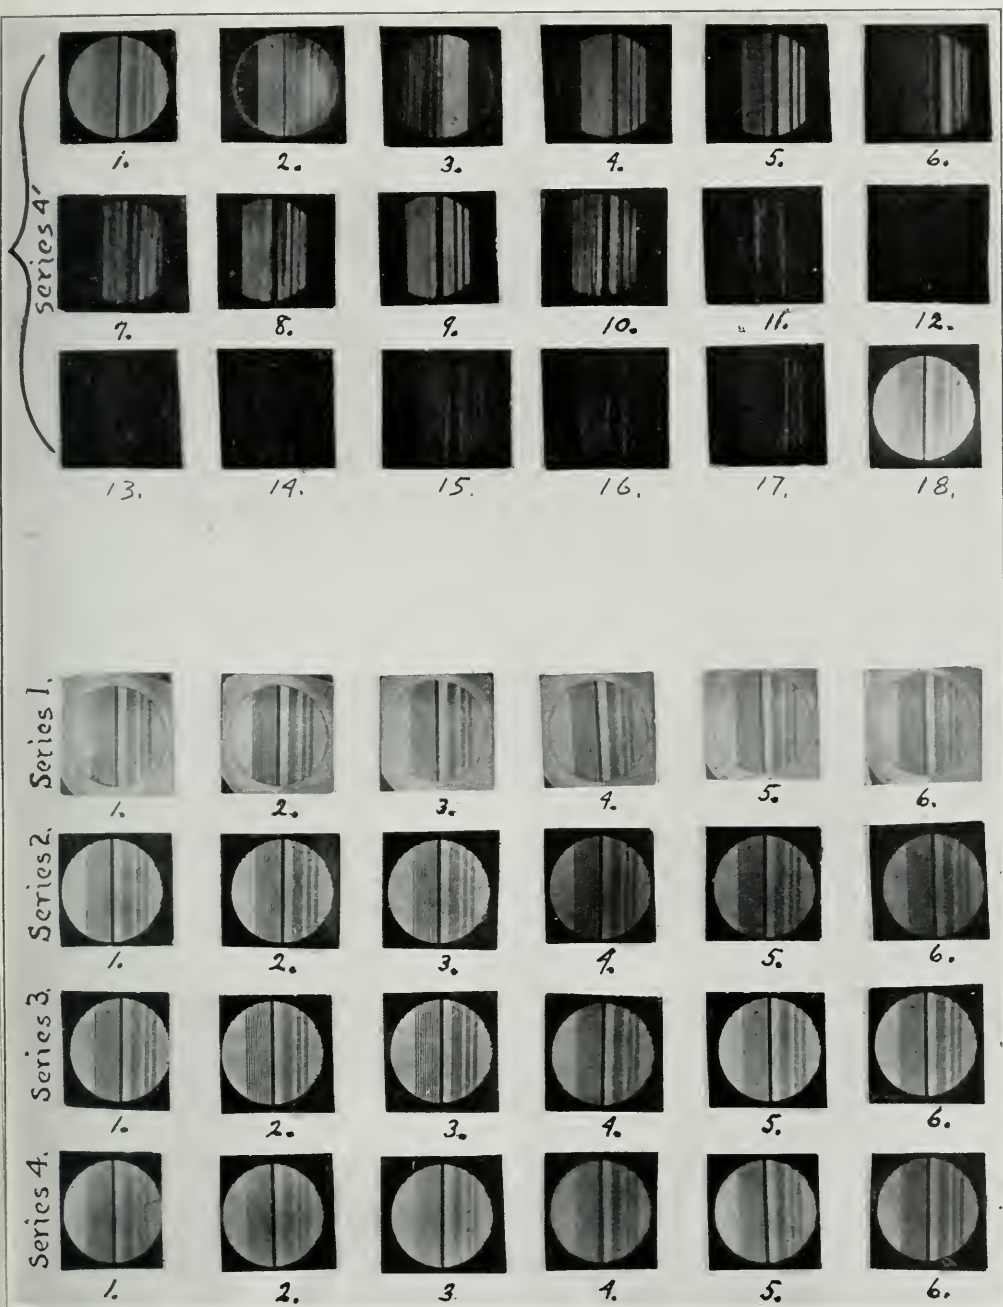 Series 4'
1. 2. 3. 4. 5. 6.
7. 8. 9. 10. 11. 12.
13. 14. 15. 16. 17. 18.
Series 1.
1. 2. 3. 4. 5. 6.
Series 2.
1. 2. 3. 4. 5. 6.
Series 3.
1. 2. 3. 4. 5. 6.
Series 4.
1. 2. 3. 4. 5. 6.